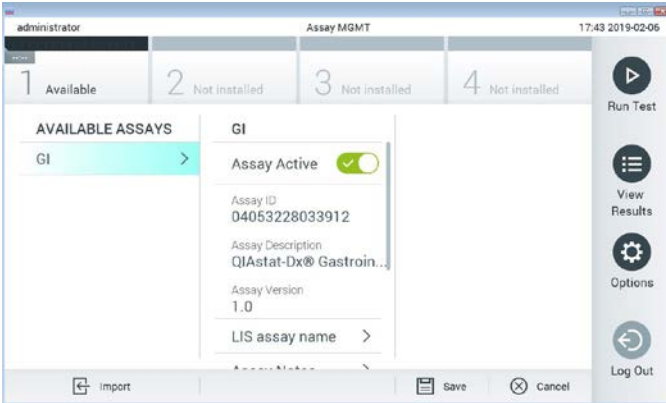 administrator Assay MGMT 17:43 2019-02-06
1 Available 2 Not installed 3 Not installed 4 Not installed
Run Test
AVAILABLE ASSAYS GI
GI Assay Active
Assay ID
04053228033912
View
Results
Assay Description
QIAstat-Dx® Gastroin...
Options
Assay Version
1.0
LIS assay name
Log Out
Import Save Cancel